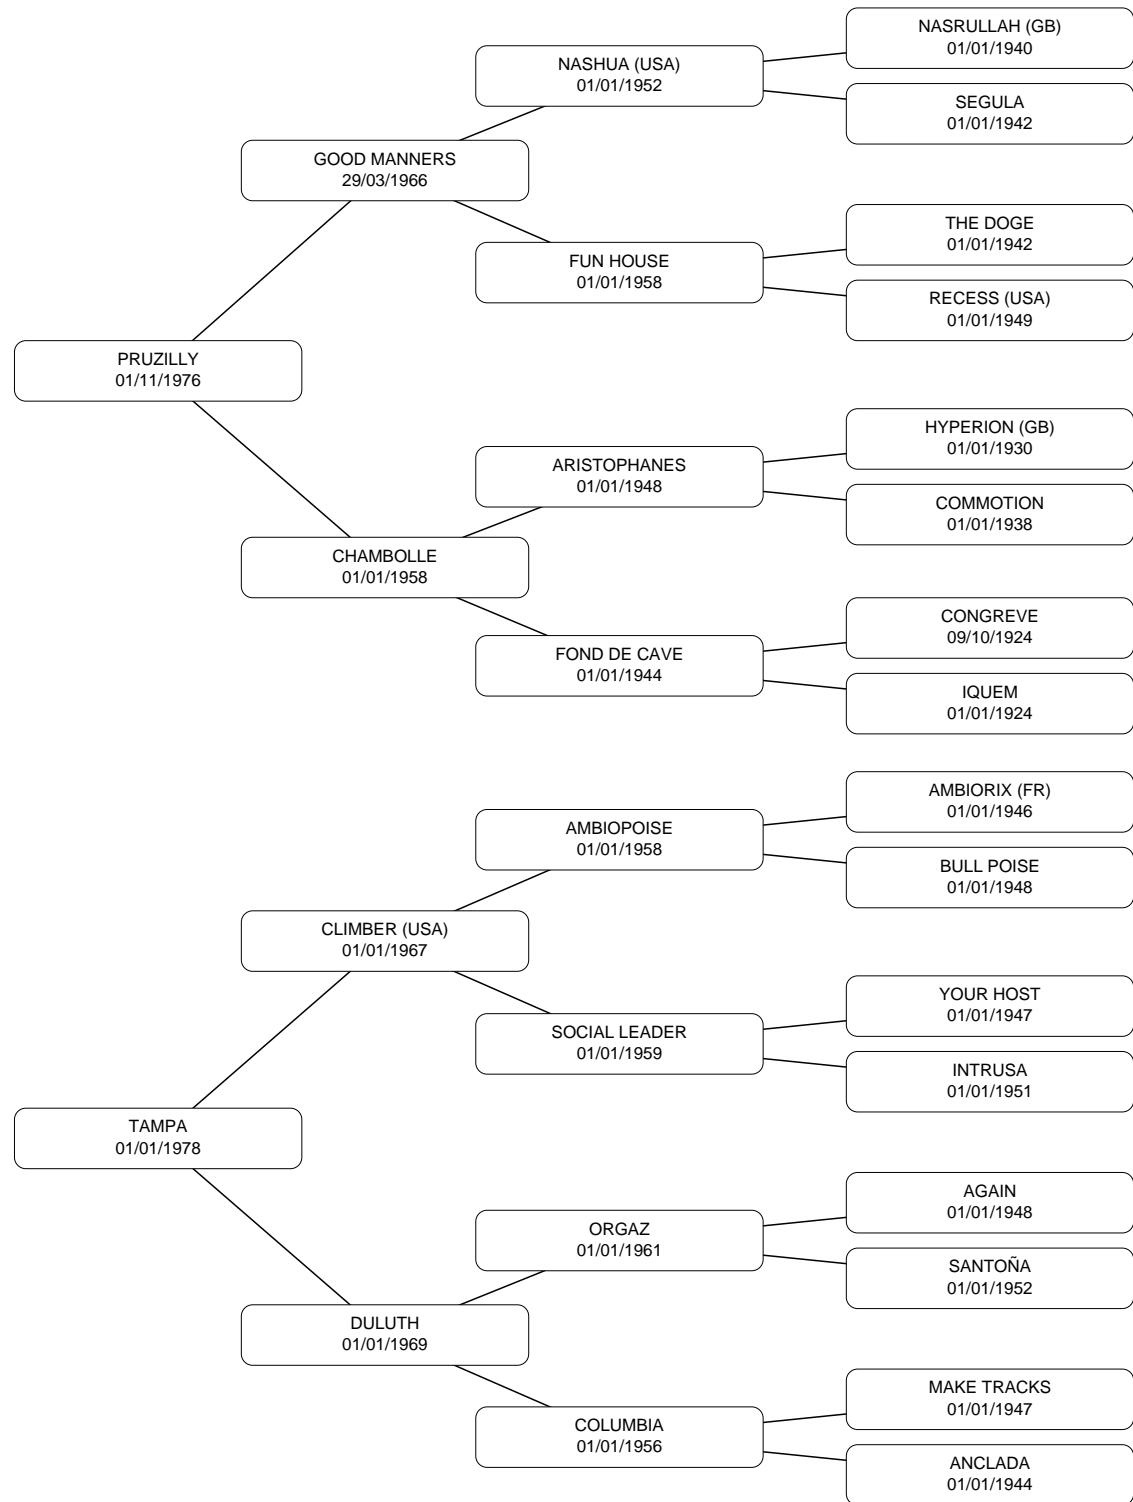 NASRULLAH (GB)
01/01/1940
NASHUA (USA)
01/01/1952
SEGULA
01/01/1942
GOOD MANNERS
29/03/1966
THE DOGE
01/01/1942
FUN HOUSE
01/01/1958
RECESS (USA)
01/01/1949
PRUZILLY
01/11/1976
HYPERION (GB)
01/01/1930
ARISTOPHANES
01/01/1948
COMMOTION
01/01/1938
CHAMBOLLE
01/01/1958
CONGREVE
09/10/1924
FOND DE CAVE
01/01/1944
IQUEM
01/01/1924
AMBIORIX (FR)
01/01/1946
AMBIOPOISE
01/01/1958
BULL POISE
01/01/1948
CLIMBER (USA)
01/01/1967
YOUR HOST
01/01/1947
SOCIAL LEADER
01/01/1959
INTRUSA
01/01/1951
TAMPA
01/01/1978
AGAIN
01/01/1948
ORGAZ
01/01/1961
SANTOÑA
01/01/1952
DULUTH
01/01/1969
MAKE TRACKS
01/01/1947
COLUMBIA
01/01/1956
ANCLADA
01/01/1944